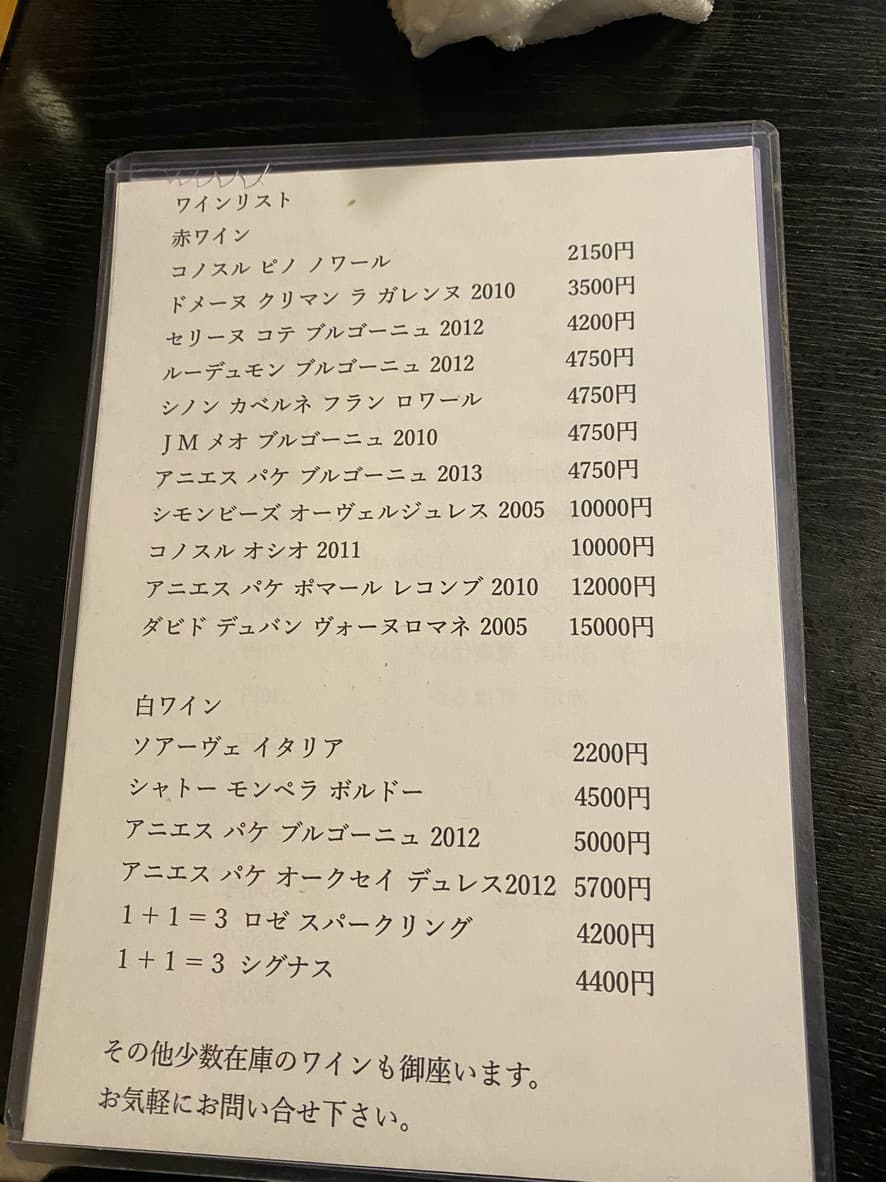 ワインリスト
赤ワイン
コノスル ピノ ノワール 2150円
ドメーヌ クリマン ラ ガレンヌ 2010 3500円
セリーヌ コテ ブルゴーニュ 2012 4200円
ルーデュモン ブルゴーニュ 2012 4750円
シノン カベルネ フラン ロワール 4750円
ＪＭ メオ ブルゴーニュ 2010 4750円
アニエス パケ ブルゴーニュ 2013 4750円
シモンビーズ オーヴェルジュレス 2005 10000円
コノスル オシオ 2011 10000円
アニエス パケ ポマール レコンブ 2010 12000円
ダビド デュバン ヴォーヌロマネ 2005 15000円
白ワイン
ソアーヴェ イタリア 2200円
シャトー モンペラ ボルドー 4500円
アニエス パケ ブルゴーニュ 2012 5000円
アニエス パケ オークセイ デュレス2012 5700円
１＋１＝３ ロゼ スパークリング 4200円
１＋１＝３ シグナス 4400円
その他少数在庫のワインも御座います。
お気軽にお問い合せ下さい。